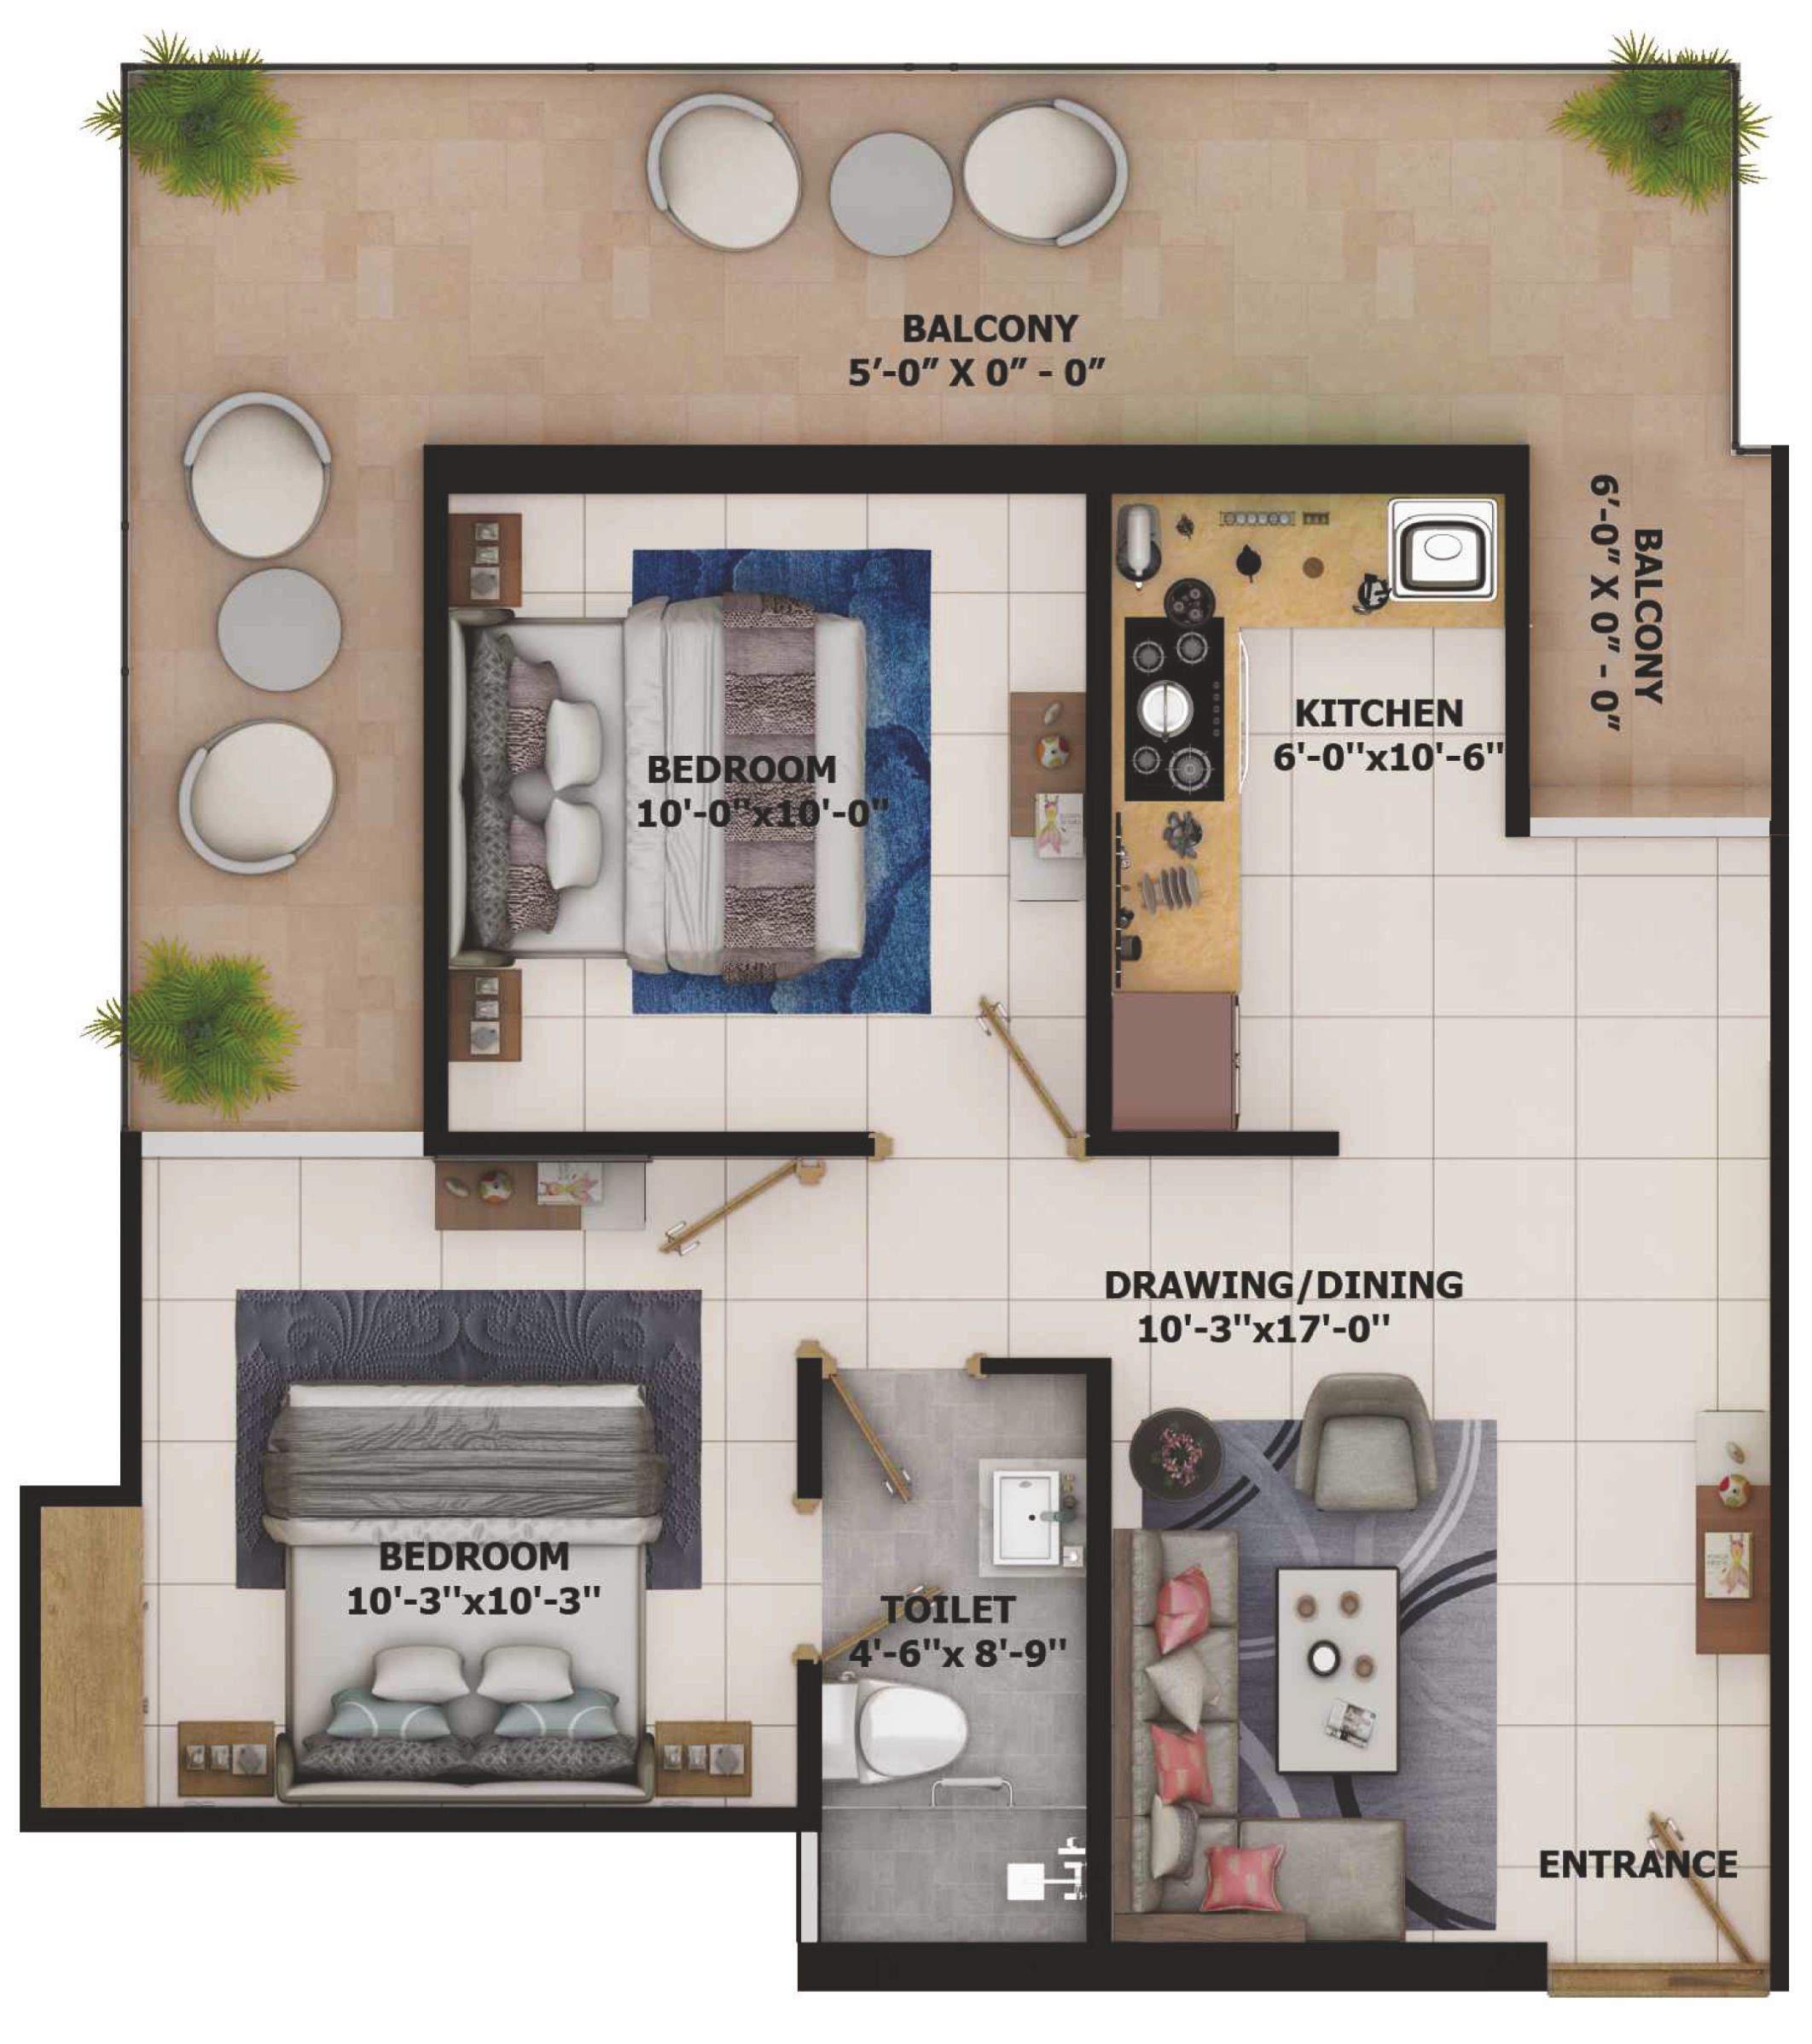 BALCONY
5’-0” X 0” - 0”
BALCONY
6’-0” X 0” - 0”
KITCHEN
6'-0''x10'-6''
BEDROOM
10'-0''x10'-0''
DRAWING/DINING
10'-3''x17'-0''
BEDROOM
10'-3''x10'-3''
TOILET
4'-6''x 8'-9''
ENTRANCE